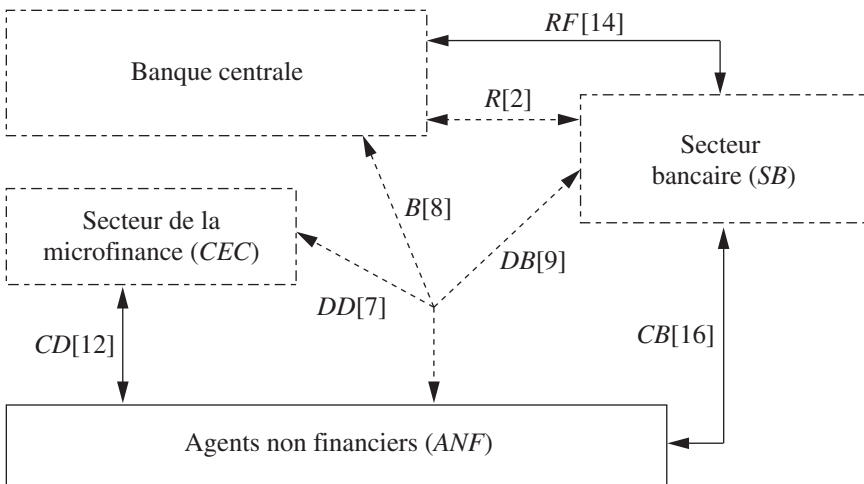 RF[14]
Banque centrale
R[2]
Secteur
bancaire (SB)
Secteur de la
microfinance (CEC)
B[8]
DB[9]
DD[7]
CD[12]
CB[16]
Agents non financiers (ANF)